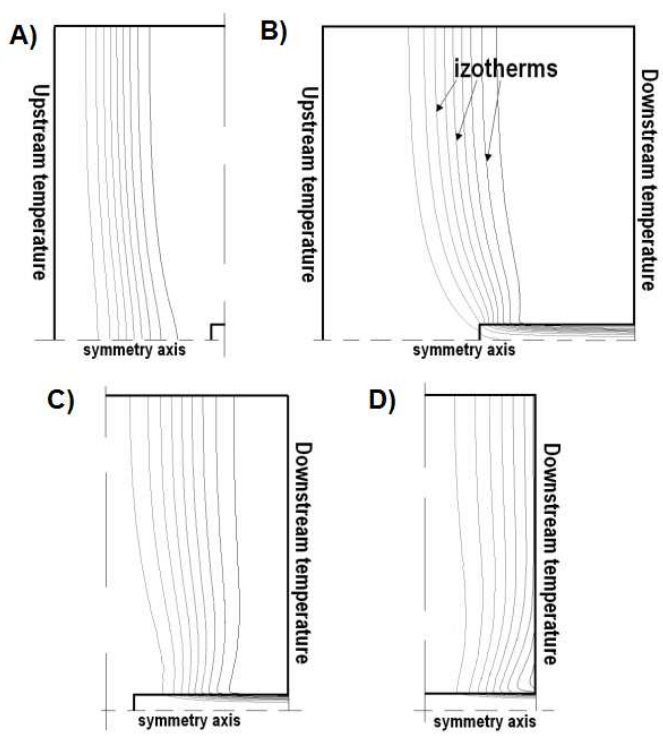 A)
Upstream temperature
symmetry axis
B)
izotherms
Upstream temperature
Downstream temperature
symmetry axis
C)
Downstream temperature
symmetry axis
D)
Downstream temperature
symmetry axis